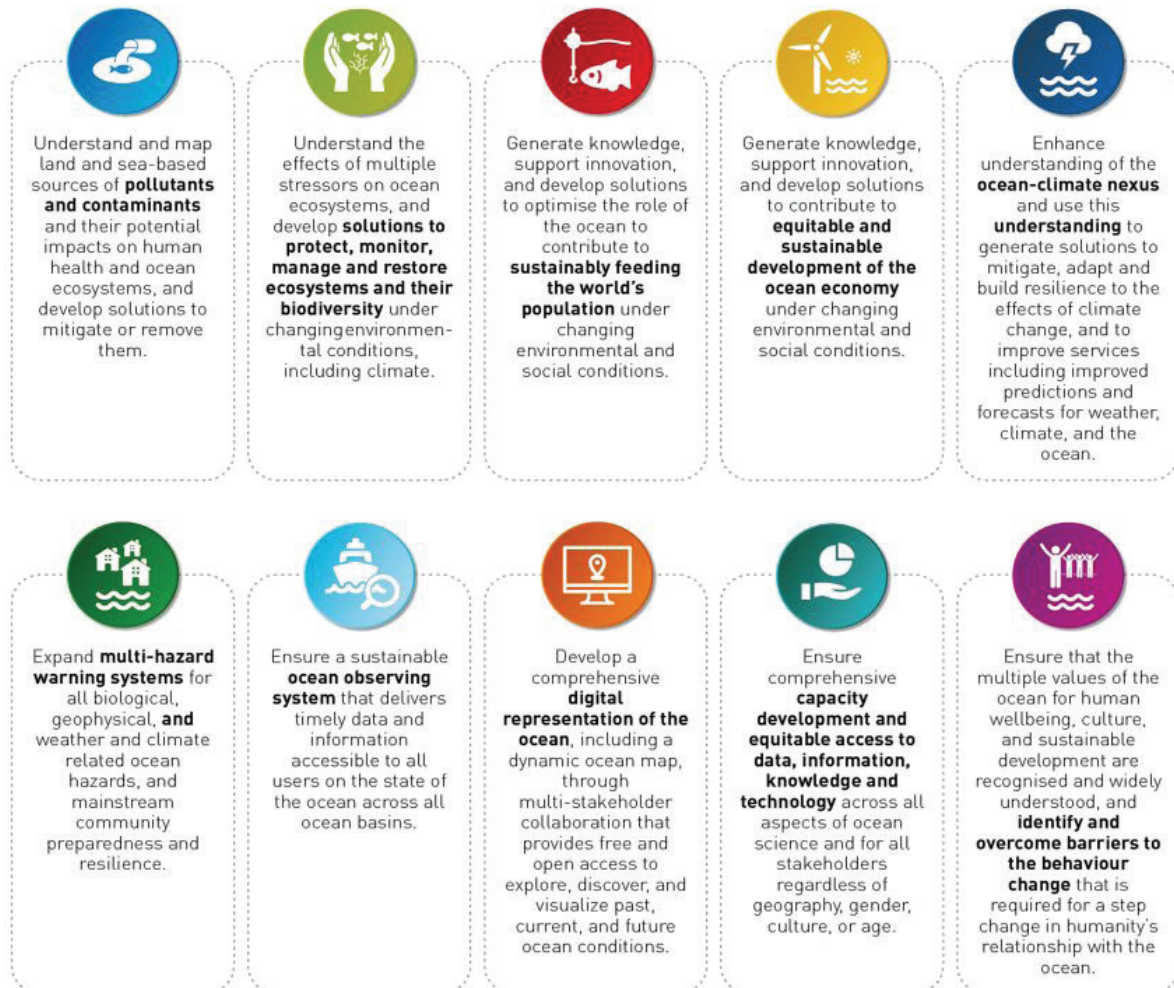 Understand and map
land and sea-based
sources of pollutants
and contaminants
and their potential
impacts on human
health and ocean
ecosystems, and
develop solutions to
mitigate or remove
them.
Understand the
effects of multiple
stressors on ocean
ecosystems, and
develop solutions to
protect, monitor,
manage and restore
ecosystems and their
biodiversity under
changingenvironmen-
tal conditions,
including climate.
Generate knowledge,
support innovation,
and develop solutions
to optimise the role of
the ocean to
contribute to
sustainably feeding
the world's
population under
changing
environmental and
social conditions.
Generate knowledge,
support innovation,
and develop solutions
to contribute to
equitable and
sustainable
development of the
ocean economy
under changing
environmental and
social conditions.
Enhance
understanding of the
ocean-climate nexus
and use this
understanding to
generate solutions to
mitigate, adapt and
build resilience to the
effects of climate
change, and to
improve services
including improved
predictions and
forecasts for weather,
climate, and the
ocean.
Expand multi-hazard
warning systems for
all biological,
geophysical, and
weather and climate
related ocean
hazards, and
mainstream
community
preparedness and
resilience.
Ensure a sustainable
ocean observing
system that delivers
timely data and
information
accessible to all
users on the state of
the ocean across all
ocean basins.
Develop a
comprehensive
digital
representation of the
ocean, including a
dynamic ocean map,
through
multi-stakeholder
collaboration that
provides free and
open access to
explore, discover, and
visualize past,
current, and future
ocean conditions.
Ensure
comprehensive
capacity
development and
equitable access to
data, information,
knowledge and
technology across all
aspects of ocean
science and for all
stakeholders
regardless of
geography, gender,
culture, or age.
Ensure that the
multiple values of the
ocean for human
wellbeing, culture,
and sustainable
development are
recognised and widely
understood, and
identify and
overcome barriers to
the behaviour
change that is
required for a step
change in humanity's
relationship with the
ocean.